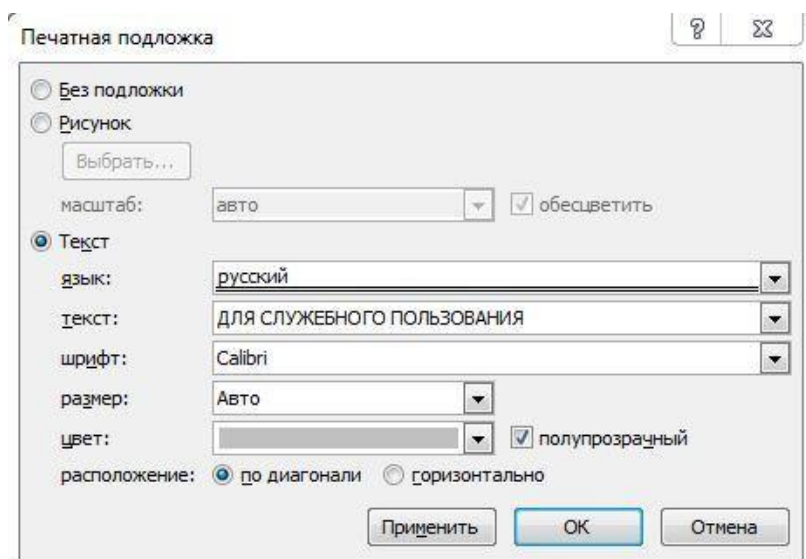 Печатная подложка
Без подложки
Рисунок
Выбрать...
масштаб: авто обесцветить
Текст
язык: русский
текст: ДЛЯ СЛУЖЕБНОГО ПОЛЬЗОВАНИЯ
шрифт: Calibri
размер: Авто
цвет: полупрозрачный
расположение: по диагонали горизонтально
Применить ОК Отмена